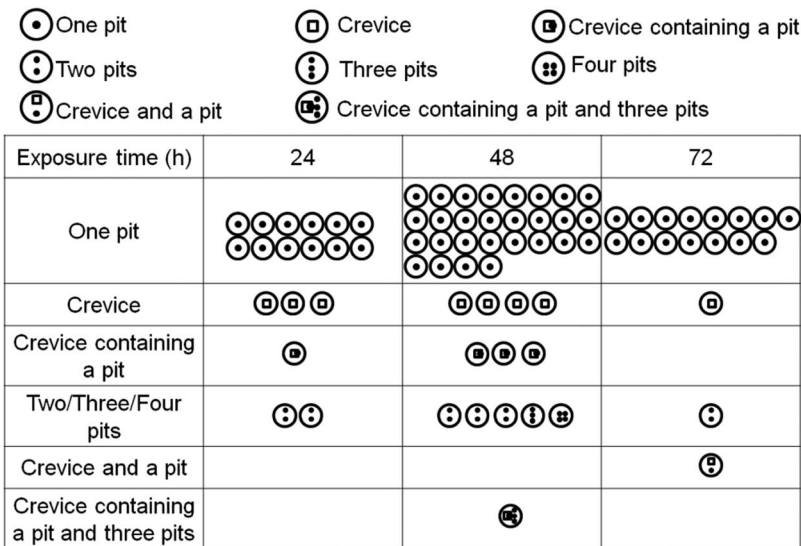 One pit
Crevice
Crevice containing a pit
Two pits
Three pits
Four pits
Crevice and a pit
Crevice containing a pit and three pits
Exposure time (h)
24
48
72
One pit
Crevice
Crevice containing
a pit
Two/Three/Four
pits
Crevice and a pit
Crevice containing
a pit and three pits